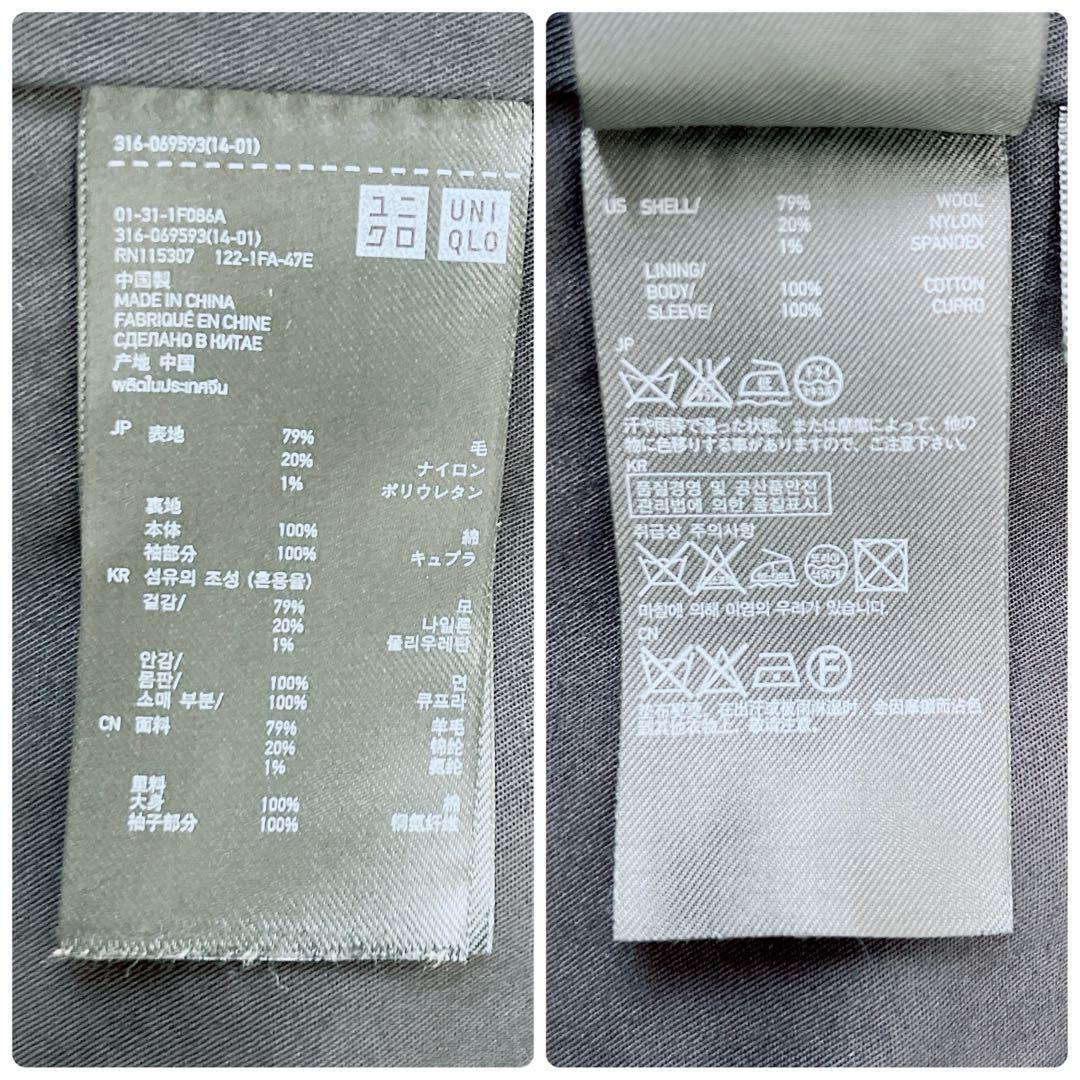 316-069593(14-01)
ユニクロ
UNIQLO
01-31-1F086A
316-069593(14-01)
RN115307 122-1FA-47E
中国製
MADE IN CHINA
FABRIQUÉ EN CHINE
СДЕЛАНО В КИТАЕ
产地 中国
ผลิตในประเทศจีน
JP 表地 79% 毛
20% ナイロン
1% ポリウレタン
裏地
本体 100% 綿
袖部分 100% キュプラ
KR 섬유의 조성 (혼용율)
겉감/ 79% 모
20% 나일론
1% 폴리우레탄
안감/
몸판/ 100% 면
소매 부분/ 100% 큐프라
CN 面料 79% 羊毛
20% 锦纶
1% 氨纶
里料
大身 100% 棉
袖子部分 100% 铜氨纤维
US SHELL/ 79% WOOL
20% NYLON
1% SPANDEX
LINING/
BODY/ 100% COTTON
SLEEVE/ 100% CUPRO
JP
汗や雨等で湿った状態、または摩擦によって、他の
物に色移りする事がありますので、ご注意下さい。
KR
품질경영 및 공산품안전
관리법에 의한 품질표시
취급상 주의사항
드라이
마찰에 의해 이염의 우려가 있습니다.
CN
F